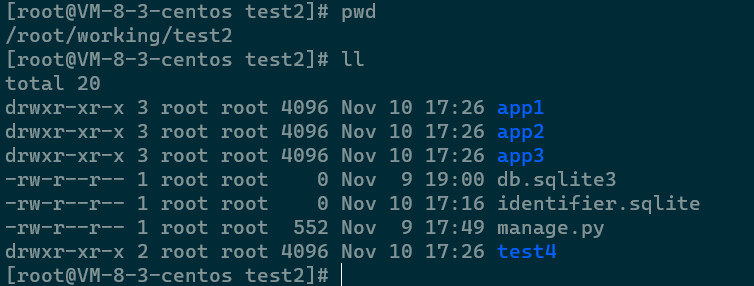 [root@VM-8-3-centos test2]# pwd
/root/working/test2
[root@VM-8-3-centos test2]# ll
total 20
drwxr-xr-x 3 root root 4096 Nov 10 17:26 app1
drwxr-xr-x 3 root root 4096 Nov 10 17:26 app2
drwxr-xr-x 3 root root 4096 Nov 10 17:26 app3
-rw-r--r-- 1 root root    0 Nov  9 19:00 db.sqlite3
-rw-r--r-- 1 root root    0 Nov 10 17:16 identifier.sqlite
-rw-r--r-- 1 root root  552 Nov  9 17:49 manage.py
drwxr-xr-x 2 root root 4096 Nov 10 17:26 test4
[root@VM-8-3-centos test2]#